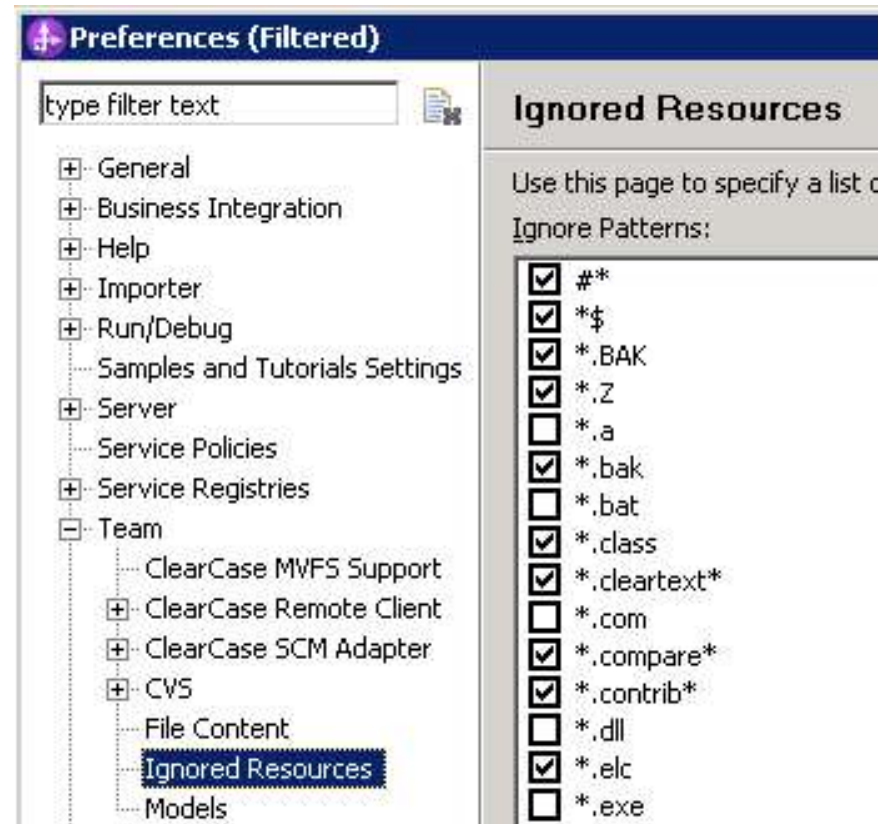 Preferences (Filtered)
type filter text
General
Business Integration
Help
Importer
Run/Debug
Samples and Tutorials Settings
Server
Service Policies
Service Registries
Team
ClearCase MVFS Support
ClearCase Remote Client
ClearCase SCM Adapter
CVS
File Content
Ignored Resources
Models
Ignored Resources
Use this page to specify a list
Ignore Patterns:
#*
*$
*.BAK
*.Z
*.a
*.bak
*.bat
*.class
*.cleartext*
*.com
*.compare*
*.contrib*
*.dll
*.elc
*.exe